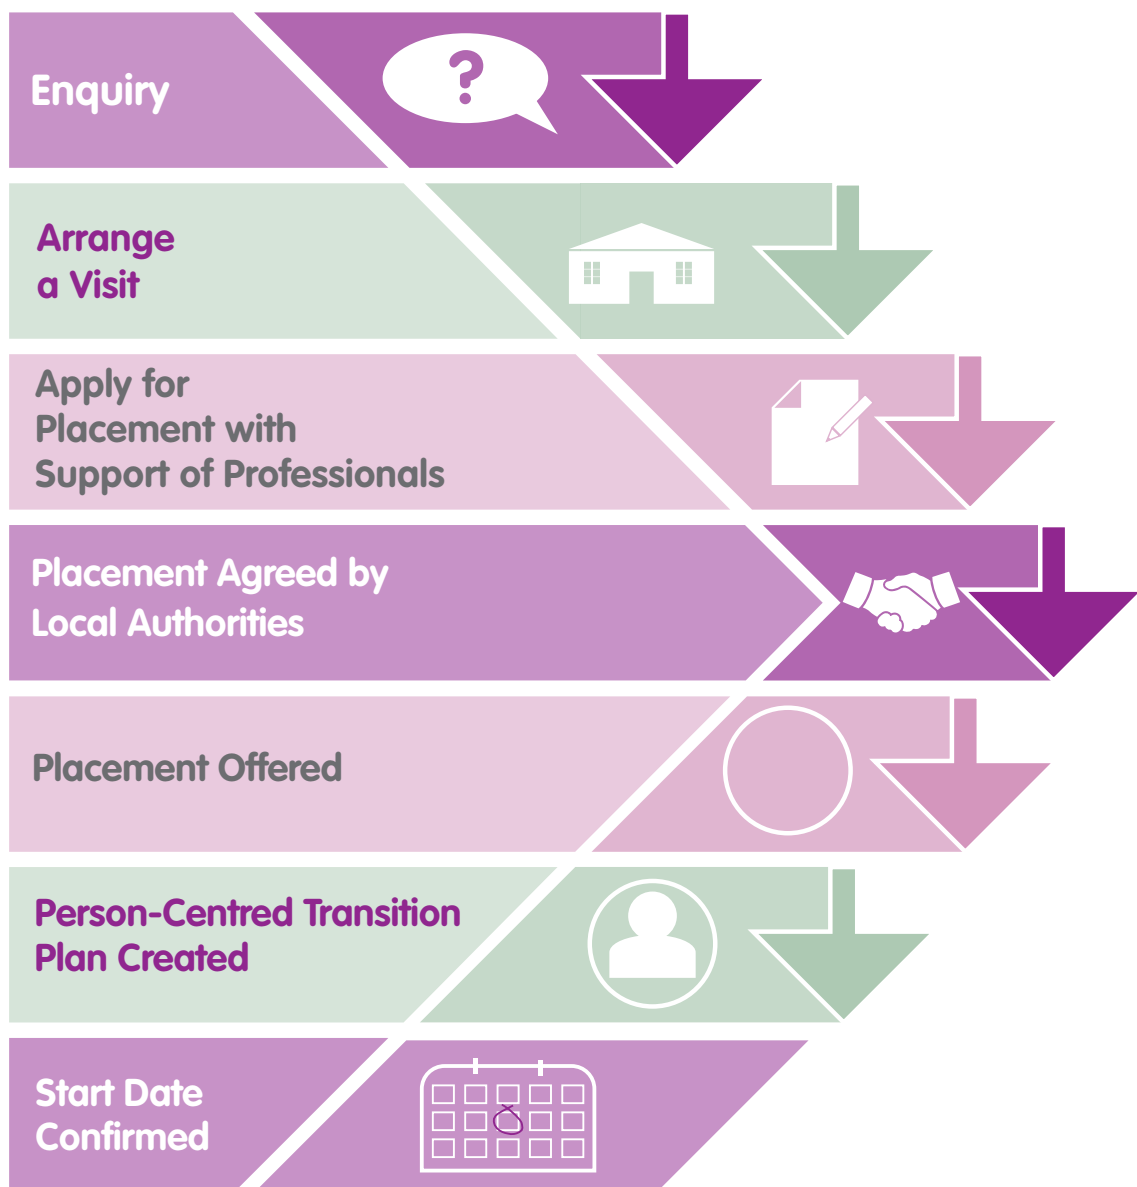 Enquiry
?
Arrange
a Visit
Apply for
Placement with
Support of Professionals
Placement Agreed by
Local Authorities
Placement Offered
Person-Centred Transition
Plan Created
Start Date
Confirmed